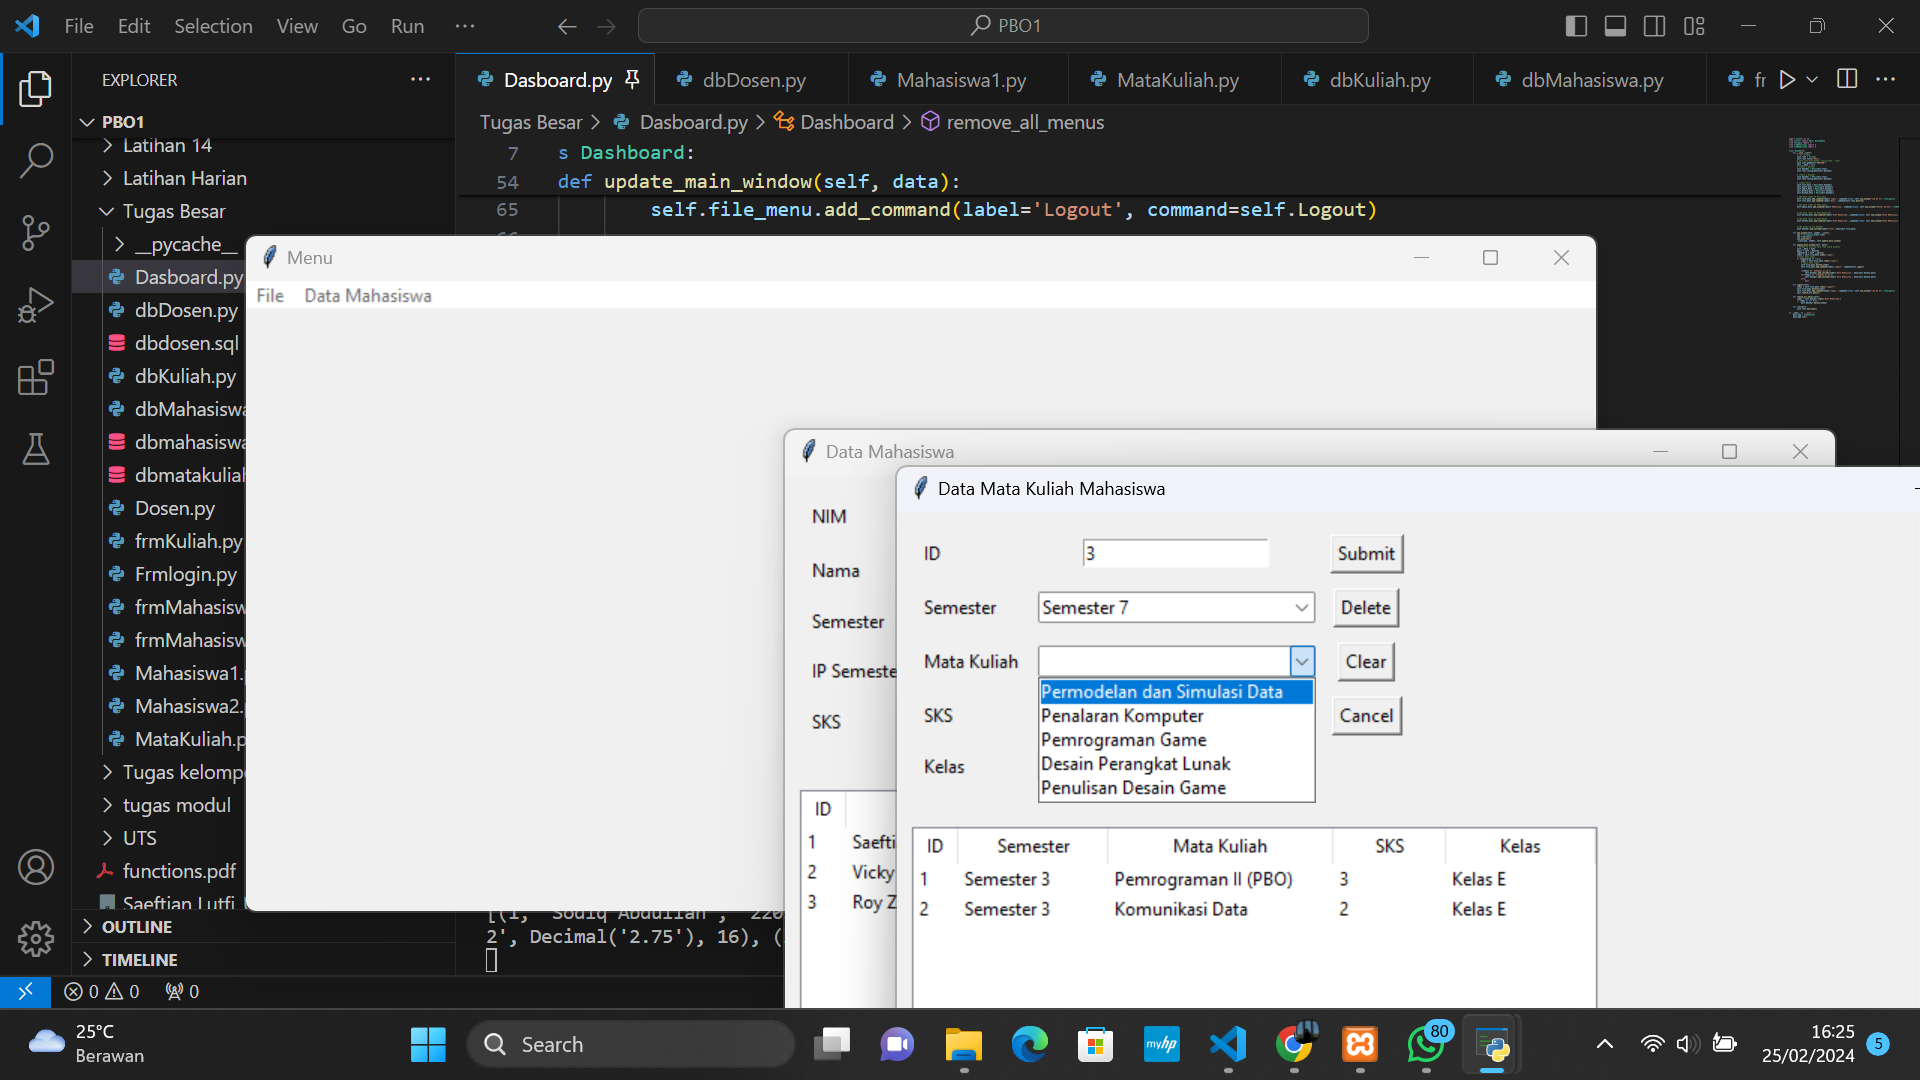 File Edit Selection View Go Run ...
PBO1
EXPLORER
Dasboard.py
dbDosen.py
Mahasiswa1.py
MataKuliah.py
dbKuliah.py
dbMahasiswa.py
fr
PBO1
Tugas Besar > Dasboard.py > Dashboard > remove_all_menus
Latihan 14
Latihan Harian
Tugas Besar
__pycache__
Dasboard.py
dbDosen.py
dbdosen.sql
dbKuliah.py
dbMahasiswa
dbmahasiswa
dbmatakuliah
Dosen.py
frmKuliah.py
Frmlogin.py
frmMahasisw
frmMahasisw
Mahasiswa1.
Mahasiswa2.
MataKuliah.p
Tugas kelomp
tugas modul
UTS
functions.pdf
Saeftian Lutfi
OUTLINE
TIMELINE
7 s Dashboard:
54 def update_main_window(self, data):
65 self.file_menu.add_command(label='Logout', command=self.Logout)
Menu
File Data Mahasiswa
Data Mahasiswa
NIM
Nama
Semester
IP Semeste
SKS
ID
1 Saefti
2 Vicky
3 Roy Z
Data Mata Kuliah Mahasiswa
ID 3 Submit
Semester Semester 7 Delete
Mata Kuliah Clear
Permodelan dan Simulasi Data
Penalaran Komputer
Pemrograman Game
Desain Perangkat Lunak
Penulisan Desain Game
SKS Cancel
Kelas
ID Semester Mata Kuliah SKS Kelas
1 Semester 3 Pemrograman II (PBO) 3 Kelas E
2 Semester 3 Komunikasi Data 2 Kelas E
[(1, 'Sodiq Abdullah', '220
2', Decimal('2.75'), 16), (
0 0 0
25°C
Berawan
Search
myhp
80
16:25
25/02/2024
5